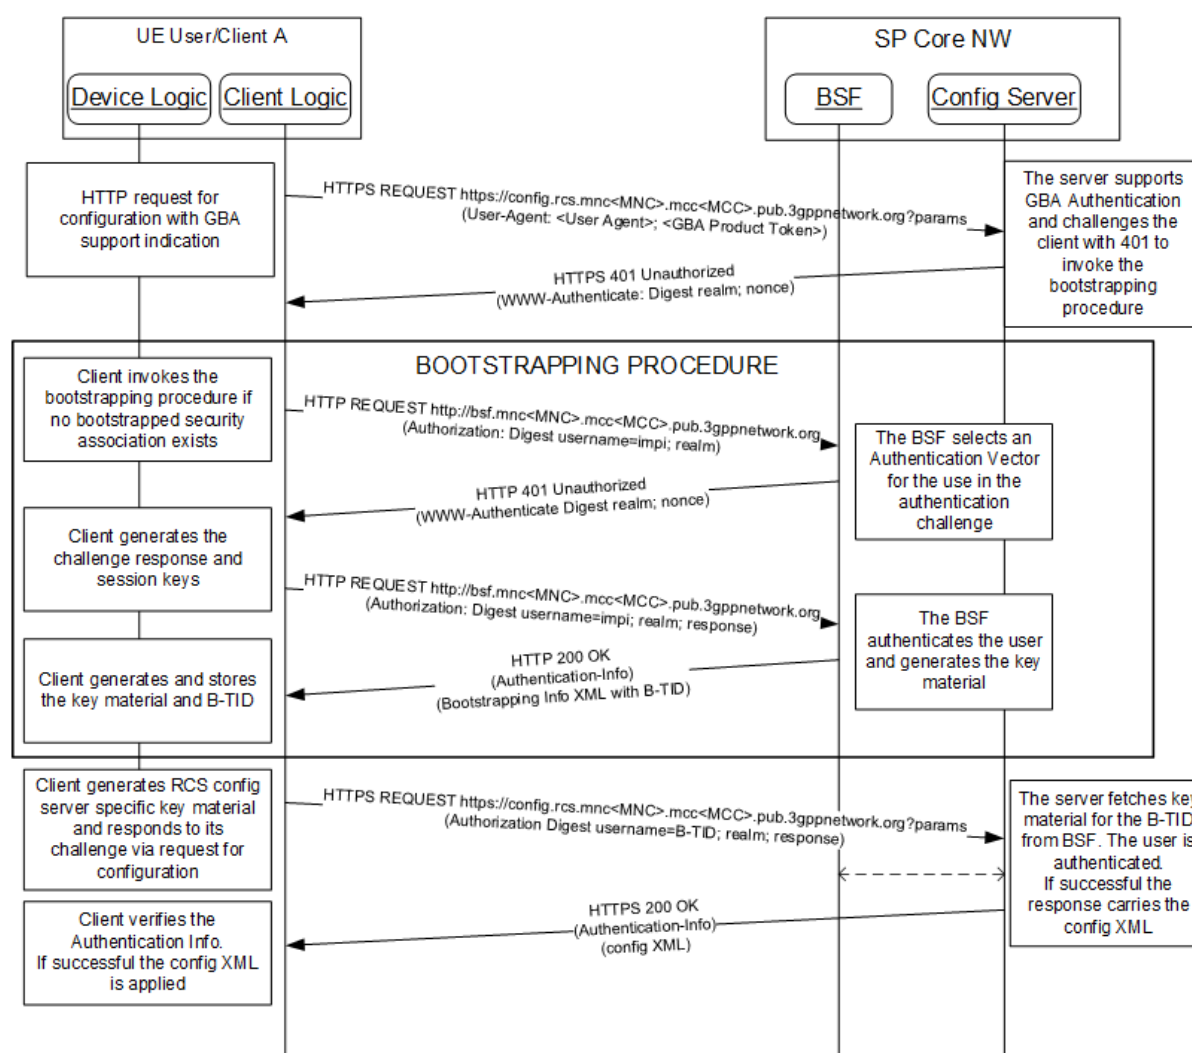 UE User/Client A
SP Core NW
Device Logic
Client Logic
BSF
Config Server
HTTP request for
configuration with GBA
support indication
HTTPS REQUEST https://config.rcs.mnc<MNC>.mcc<MCC>.pub.3gppnetwork.org?params
(User-Agent: <User Agent>; <GBA Product Token>)
The server supports
GBA Authentication
and challenges the
client with 401 to
invoke the
bootstrapping
procedure
HTTPS 401 Unauthorized
(WWW-Authenticate: Digest realm; nonce)
BOOTSTRAPPING PROCEDURE
Client invokes the
bootstrapping procedure if
no bootstrapped security
association exists
HTTP REQUEST http://bsf.mnc<MNC>.mcc<MCC>.pub.3gppnetwork.org
(Authorization: Digest username=impi; realm)
The BSF selects an
Authentication Vector
for the use in the
authentication
challenge
HTTP 401 Unauthorized
(WWW-Authenticate Digest realm; nonce)
Client generates the
challenge response and
session keys
HTTP REQUEST http://bsf.mnc<MNC>.mcc<MCC>.pub.3gppnetwork.org
(Authorization: Digest username=impi; realm; response)
The BSF
authenticates the user
and generates the key
material
HTTP 200 OK
(Authentication-Info)
(Bootstrapping Info XML with B-TID)
Client generates and stores
the key material and B-TID
Client generates RCS config
server specific key material
and responds to its
challenge via request for
configuration
HTTPS REQUEST https://config.rcs.mnc<MNC>.mcc<MCC>.pub.3gppnetwork.org?params
(Authorization Digest username=B-TID; realm; response)
The server fetches key
material for the B-TID
from BSF. The user is
authenticated.
If successful the
response carries the
config XML
HTTPS 200 OK
(Authentication-Info)
(config XML)
Client verifies the
Authentication Info.
If successful the config XML
is applied